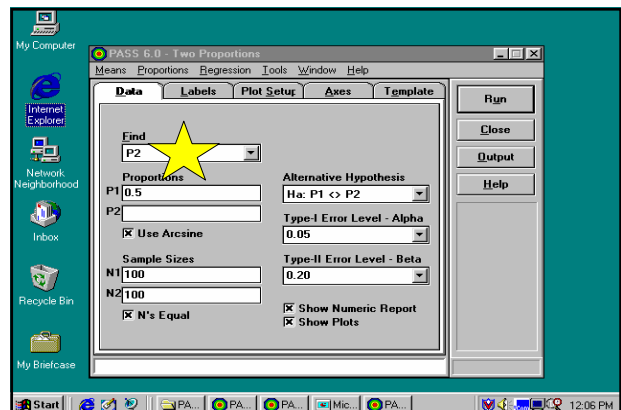 My Computer
Internet
Explorer
Network
Neighborhood
Inbox
Recycle Bin
My Briefcase
PASS 6.0 - Two Proportions
Means Proportions Regression Tools Window Help
Data Labels Plot Setup Axes Template
Find
P2
Proportions
P1 0.5
P2
Use Arcsine
Sample Sizes
N1 100
N2 100
N's Equal
Alternative Hypothesis
Ha: P1 <> P2
Type-I Error Level - Alpha
0.05
Type-II Error Level - Beta
0.20
Show Numeric Report
Show Plots
Run
Close
Output
Help
Start PA... PA... PA... Mic... PA... 12:06 PM